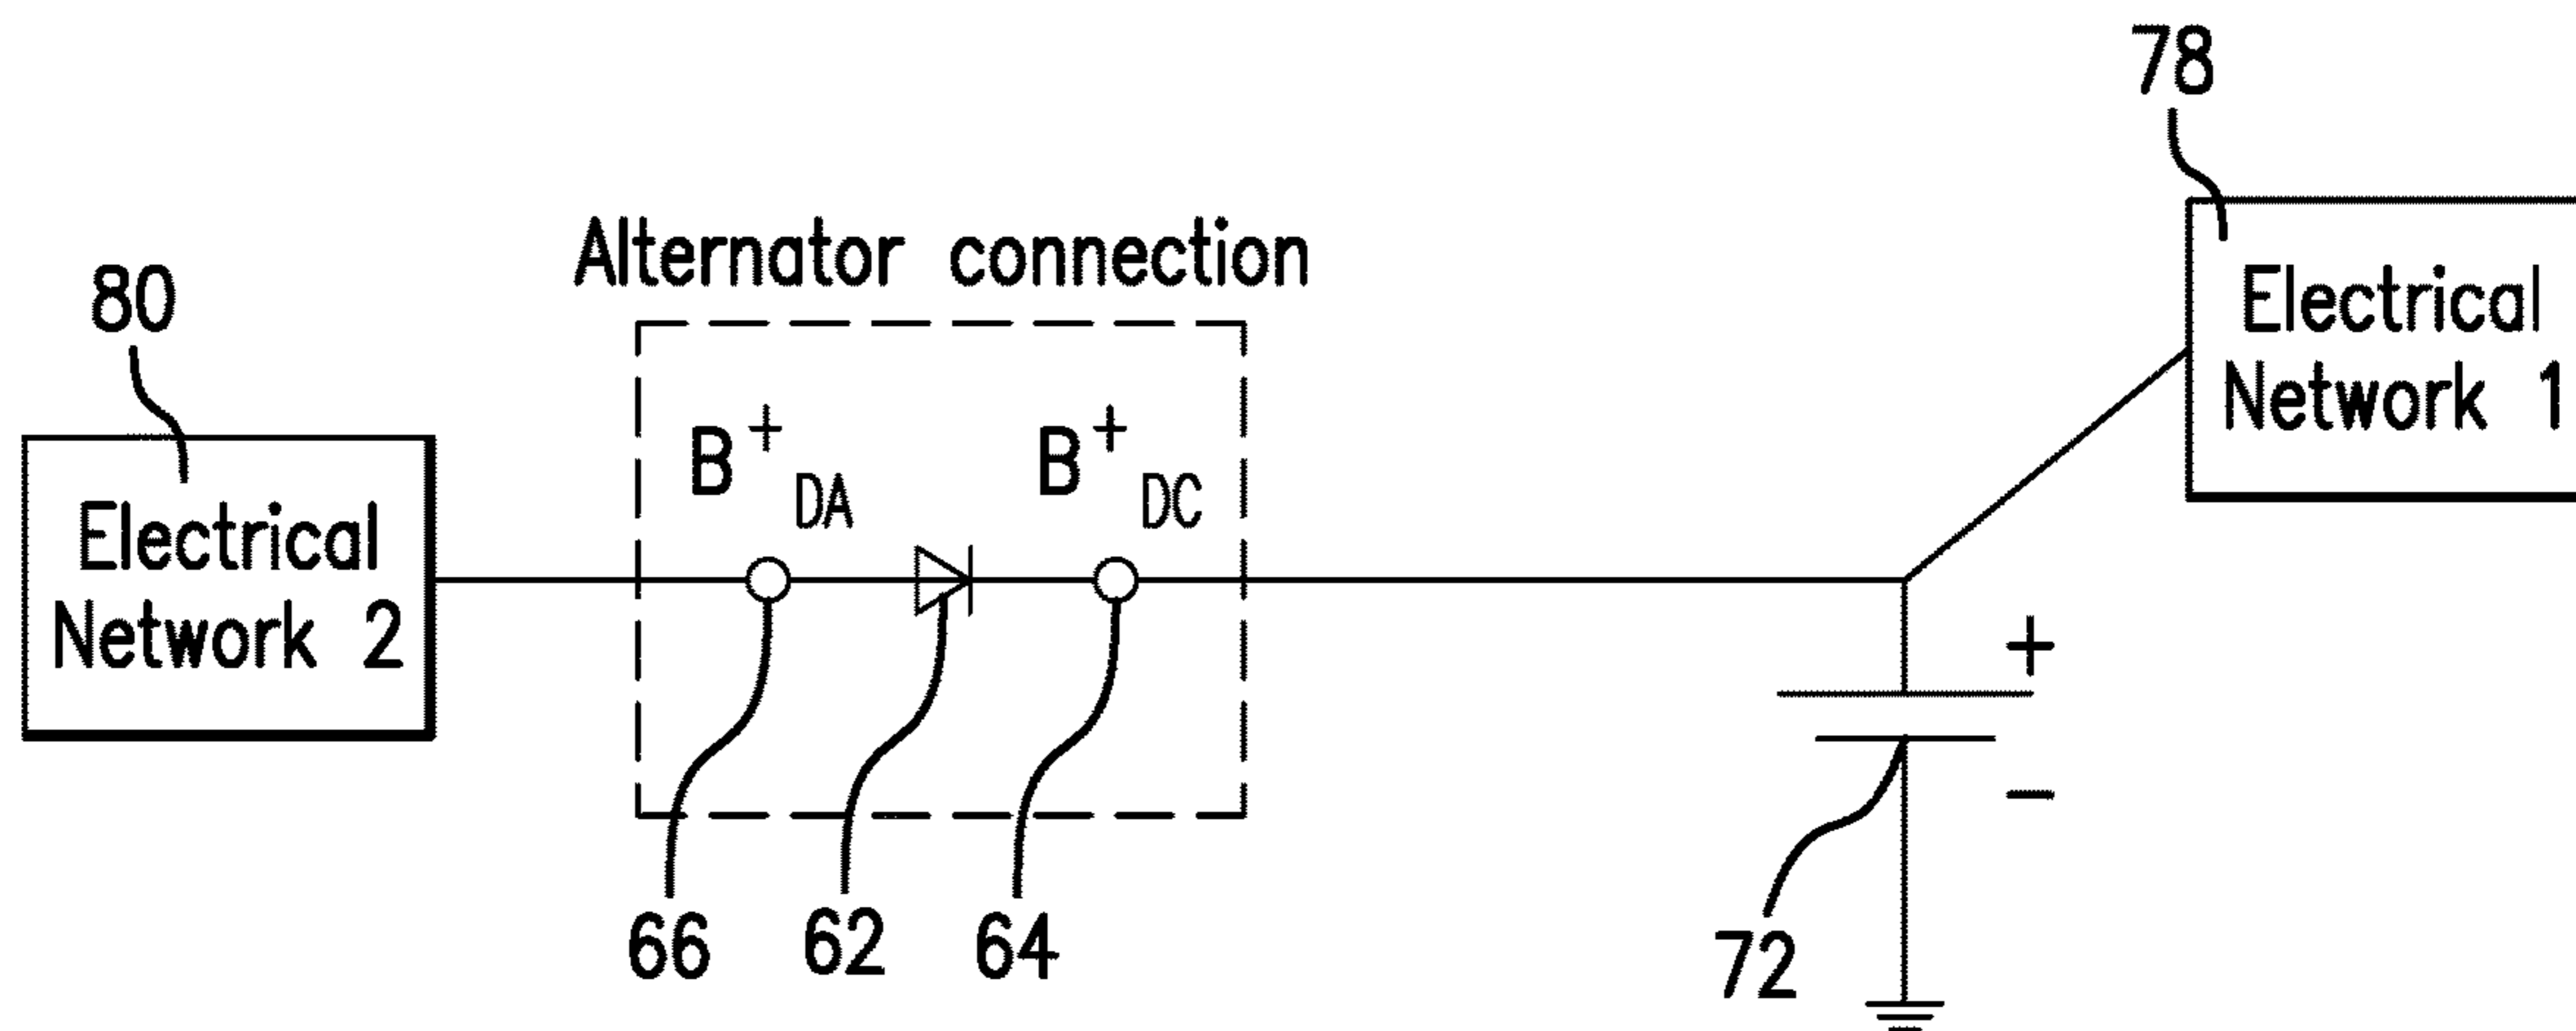 78
Electrical
Network 1
Alternator connection
80
Electrical
Network 2
B+DA
B+DC
+
−
66
62
64
72